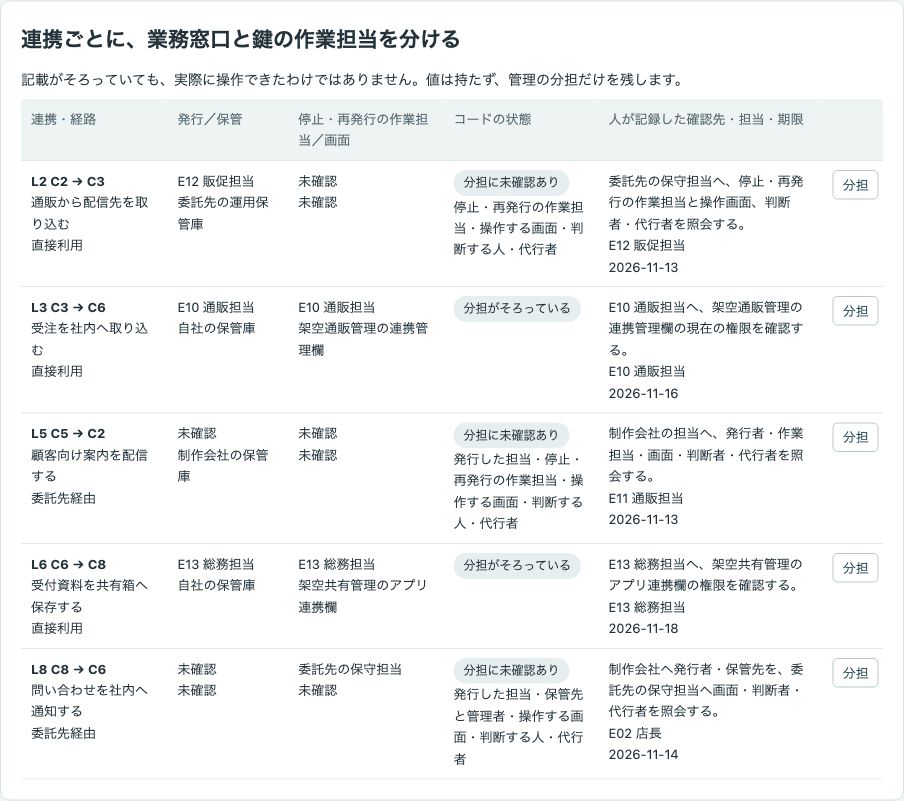 連携ごとに、業務窓口と鍵の作業担当を分ける
記載がそろっていても、実際に操作できたわけではありません。値は持たず、管理の分担だけを残します。
連携・経路
発行／保管
停止・再発行の作業担
当／画面
コードの状態
人が記録した確認先・担当・期限
L2 C2 → C3
通販から配信先を取
り込む
直接利用
E12 販促担当
委託先の運用保
管庫
未確認
未確認
分担に未確認あり
停止・再発行の作業担
当・操作する画面・判
断する人・代行者
委託先の保守担当へ、停止・再発
行の作業担当と操作画面、判断
者・代行者を照会する。
E12 販促担当
2026-11-13
分担
L3 C3 → C6
受注を社内へ取り込
む
直接利用
E10 通販担当
自社の保管庫
E10 通販担当
架空通販管理の連携管
理欄
分担がそろっている
E10 通販担当へ、架空通販管理の
連携管理欄の現在の権限を確認す
る。
E10 通販担当
2026-11-16
分担
L5 C5 → C2
顧客向け案内を配信
する
委託先経由
未確認
制作会社の保管
庫
未確認
未確認
分担に未確認あり
発行した担当・停止・
再発行の作業担当・操
作する画面・判断する
人・代行者
制作会社の担当へ、発行者・作業
担当・画面・判断者・代行者を照
会する。
E11 通販担当
2026-11-13
分担
L6 C6 → C8
受付資料を共有箱へ
保存する
直接利用
E13 総務担当
自社の保管庫
E13 総務担当
架空共有管理のアプリ
連携欄
分担がそろっている
E13 総務担当へ、架空共有管理の
アプリ連携欄の権限を確認する。
E13 総務担当
2026-11-18
分担
L8 C8 → C6
問い合わせを社内へ
通知する
委託先経由
未確認
未確認
委託先の保守担当
未確認
分担に未確認あり
発行した担当・保管先
と管理者・操作する画
面・判断する人・代行
者
制作会社へ発行者・保管先を、委
託先の保守担当へ画面・判断者・
代行者を照会する。
E02 店長
2026-11-14
分担